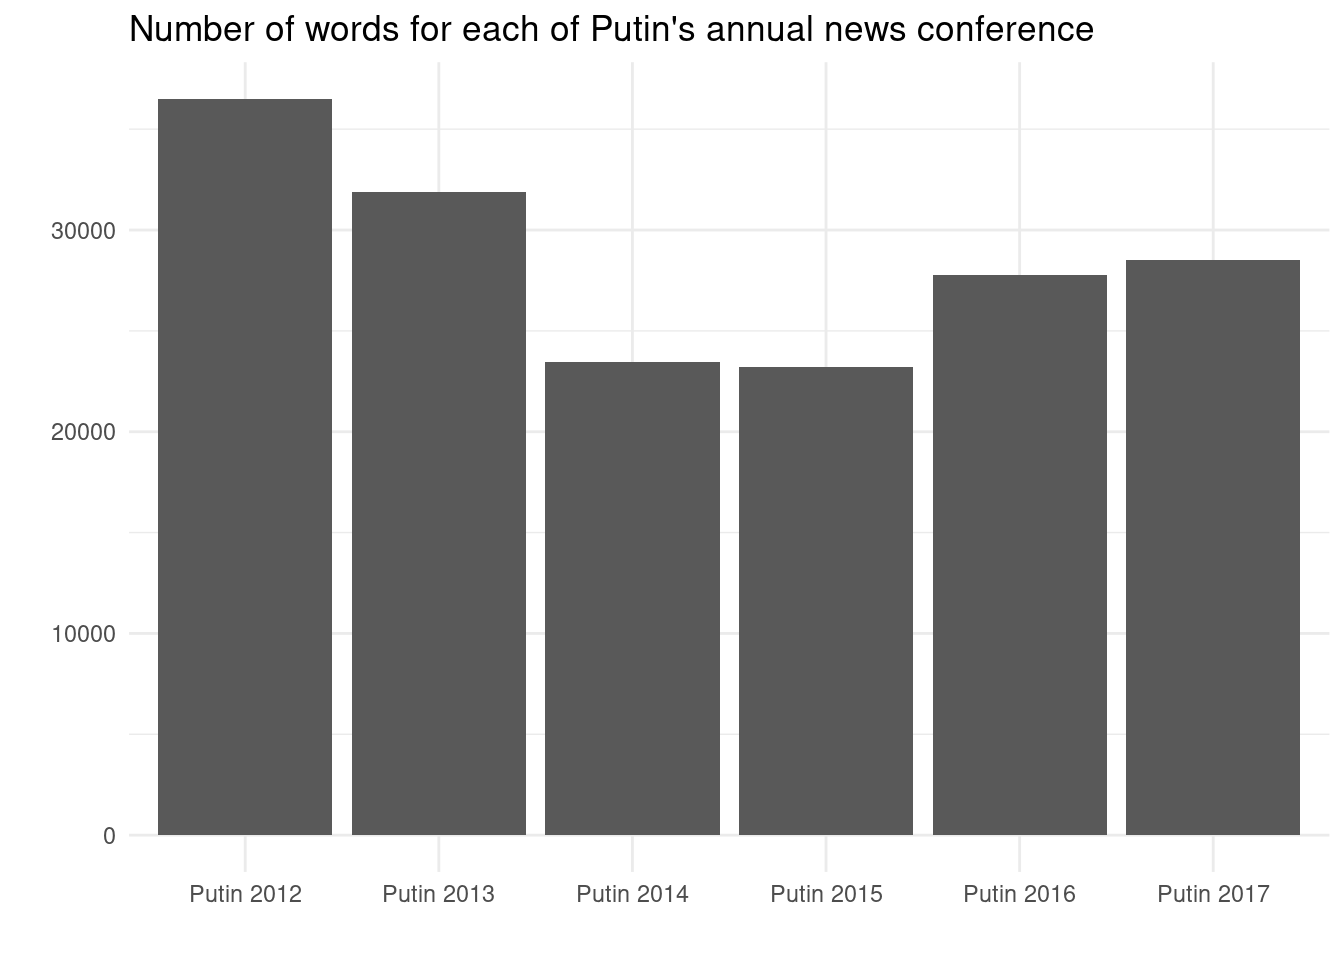 Number of words for each of Putin's annual news conference
30000
20000
10000
0
Putin 2012 Putin 2013 Putin 2014 Putin 2015 Putin 2016 Putin 2017